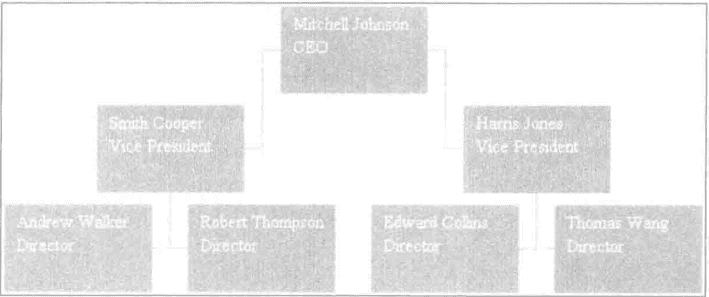 Mitchell Johnson
CEO
Smith Cooper
Vice President
Harris Jones
Vice President
Andrew Walker
Director
Robert Thompson
Director
Edward Collins
Director
Thomas Wang
Director